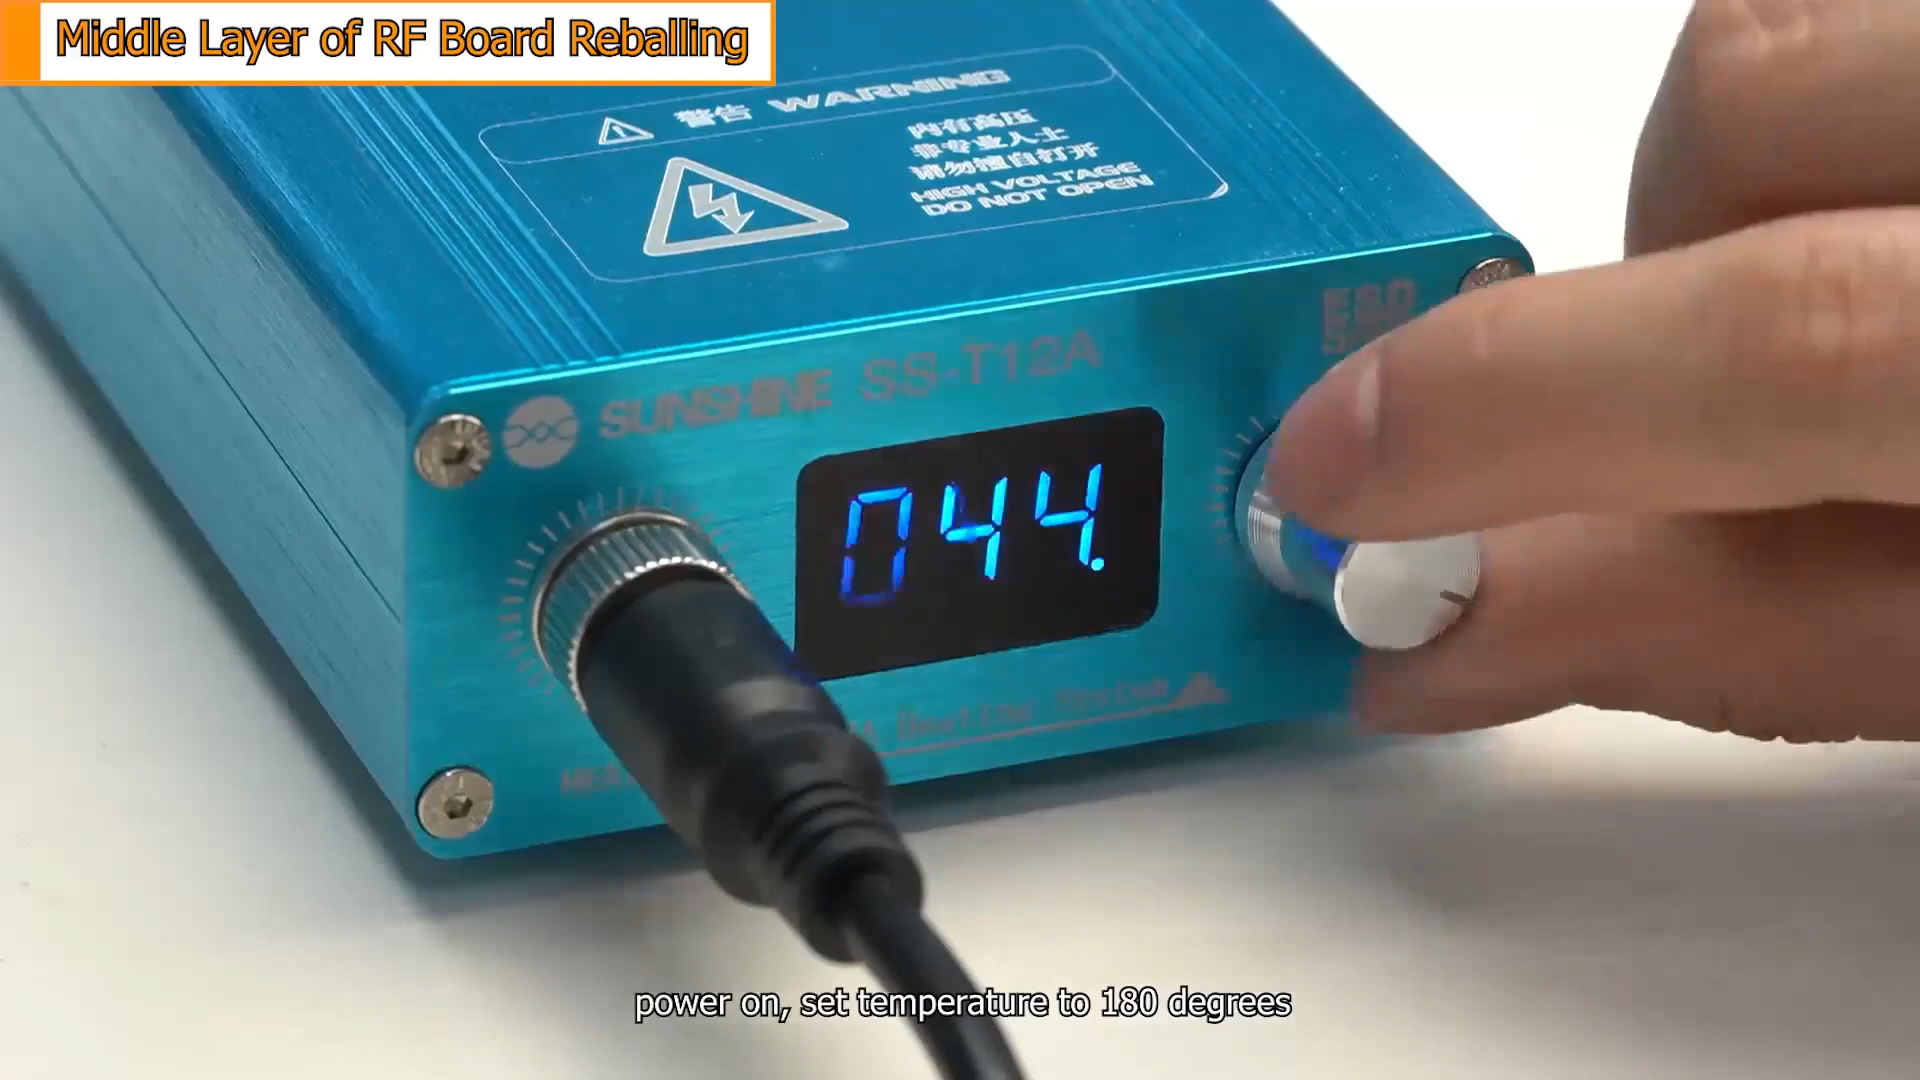 Middle Layer of RF Board Reballing
警告 WARNING
内有高压
非专业人士
请勿擅自打开
HIGH VOLTAGE
DO NOT OPEN
SUNSHINE SS-T12A
044.
power on, set temperature to 180 degrees